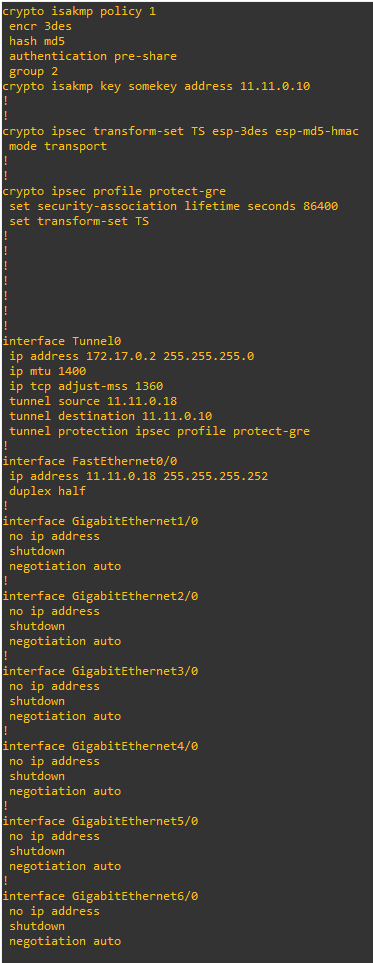 crypto isakmp policy 1
 encr 3des
 hash md5
 authentication pre-share
 group 2
crypto isakmp key somekey address 11.11.0.10
!
!
crypto ipsec transform-set TS esp-3des esp-md5-hmac
 mode transport
!
!
crypto ipsec profile protect-gre
 set security-association lifetime seconds 86400
 set transform-set TS
!
!
!
!
!
!
!
interface Tunnel0
 ip address 172.17.0.2 255.255.255.0
 ip mtu 1400
 ip tcp adjust-mss 1360
 tunnel source 11.11.0.18
 tunnel destination 11.11.0.10
 tunnel protection ipsec profile protect-gre
!
interface FastEthernet0/0
 ip address 11.11.0.18 255.255.255.252
 duplex half
!
interface GigabitEthernet1/0
 no ip address
 shutdown
 negotiation auto
!
interface GigabitEthernet2/0
 no ip address
 shutdown
 negotiation auto
!
interface GigabitEthernet3/0
 no ip address
 shutdown
 negotiation auto
!
interface GigabitEthernet4/0
 no ip address
 shutdown
 negotiation auto
!
interface GigabitEthernet5/0
 no ip address
 shutdown
 negotiation auto
!
interface GigabitEthernet6/0
 no ip address
 shutdown
 negotiation auto